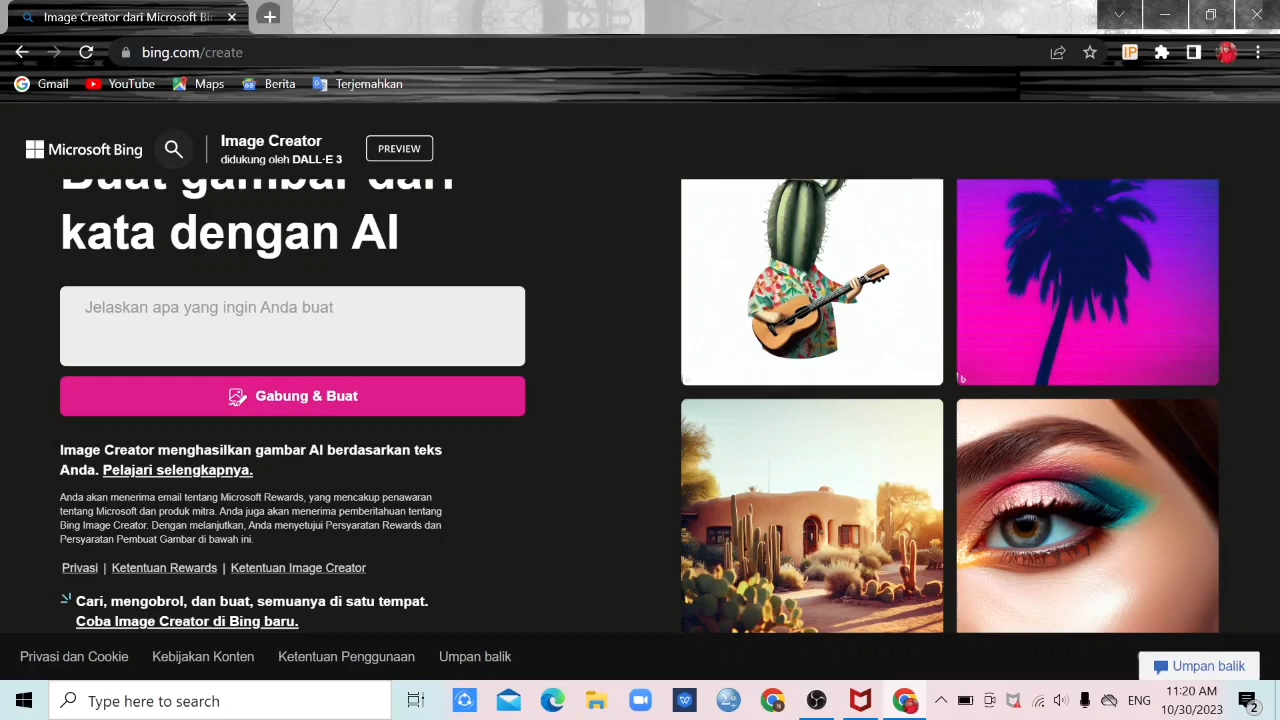 Image Creator dari Microsoft Bin
bing.com/create
IP
Gmail
YouTube
Maps
Berita
Terjemahkan
Microsoft Bing
Image Creator
didukung oleh DALL·E 3
PREVIEW
Buat gambar dari
kata dengan AI
Jelaskan apa yang ingin Anda buat
Gabung & Buat
Image Creator menghasilkan gambar AI berdasarkan teks
Anda. Pelajari selengkapnya.
Anda akan menerima email tentang Microsoft Rewards, yang mencakup penawaran
tentang Microsoft dan produk mitra. Anda juga akan menerima pemberitahuan tentang
Bing Image Creator. Dengan melanjutkan, Anda menyetujui Persyaratan Rewards dan
Persyaratan Pembuat Gambar di bawah ini.
Privasi | Ketentuan Rewards | Ketentuan Image Creator
Cari, mengobrol, dan buat, semuanya di satu tempat.
Coba Image Creator di Bing baru.
Privasi dan Cookie
Kebijakan Konten
Ketentuan Penggunaan
Umpan balik
Umpan balik
Type here to search
ENG
11:20 AM
10/30/2023
2